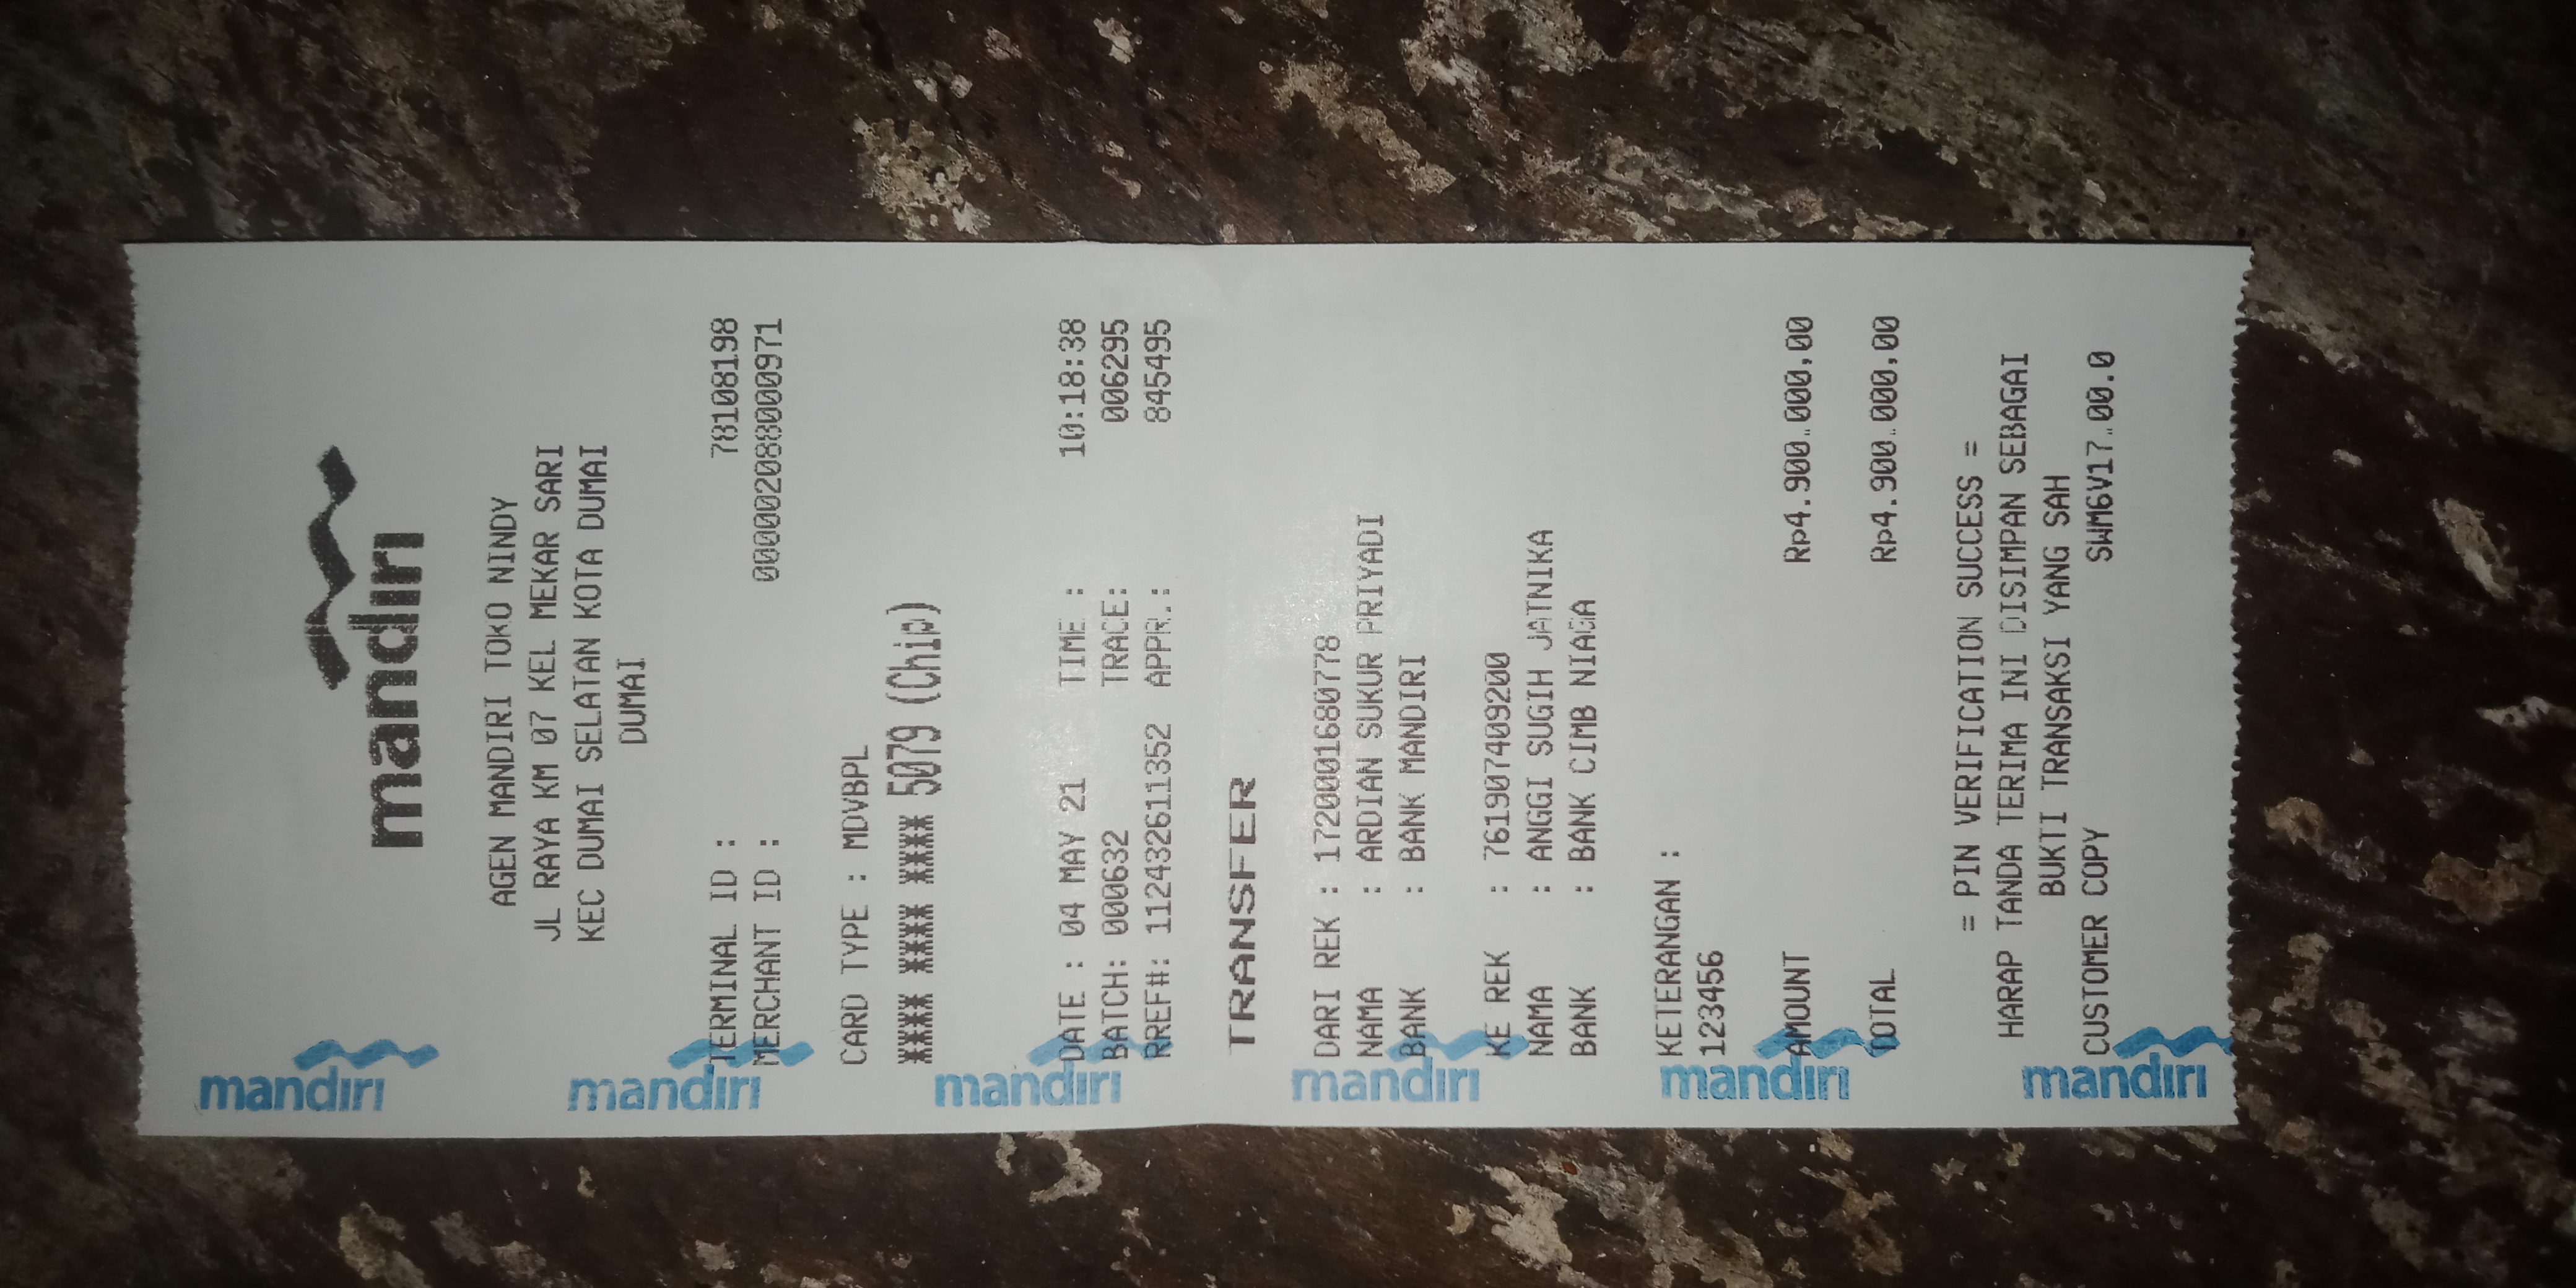 mandiri
AGEN MANDIRI TOKO NINDY
JL RAYA KM 07 KEL MEKAR SARI
KEC DUMAI SELATAN KOTA DUMAI
DUMAI
TERMINAL ID : 78108198
MERCHANT ID : 000002088000971
CARD TYPE : MDVBPL
**** **** **** 5079 (Chip)
DATE : 04 MAY 21 TIME : 10:18:38
BATCH: 000632 TRACE: 006295
RREF#: 112432611352 APPR.: 845495
TRANSFER
DARI REK : 1720001680778
NAMA : ARDIAN SUKUR PRIYADI
BANK : BANK MANDIRI
KE REK : 761907409200
NAMA : ANGGI SUGIH JATNIKA
BANK : BANK CIMB NIAGA
KETERANGAN :
123456
AMOUNT Rp4.900.000,00
TOTAL Rp4.900.000,00
= PIN VERIFICATION SUCCESS =
HARAP TANDA TERIMA INI DISIMPAN SEBAGAI
BUKTI TRANSAKSI YANG SAH
CUSTOMER COPY SWM6V17.00.0
mandiri
mandiri
mandiri
mandiri
mandiri
mandiri